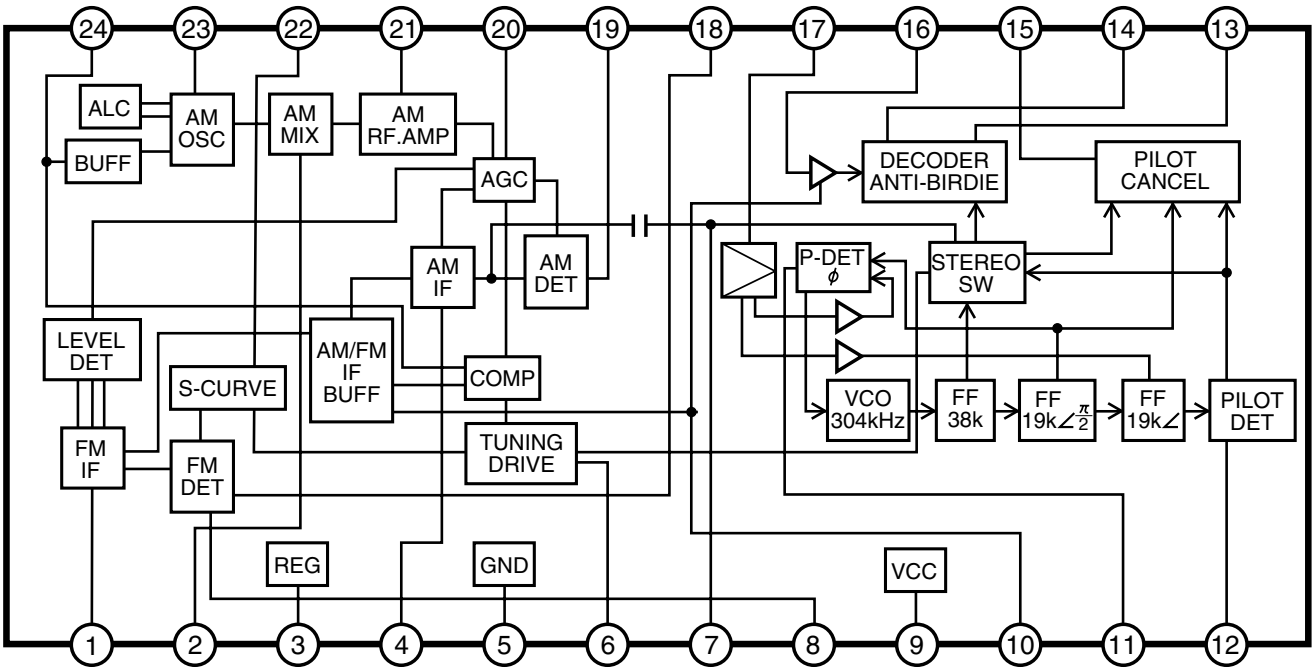 24 23 22 21 20 19 18 17 16 15 14 13
ALC
AM
OSC
AM
MIX
AM
RF.AMP
BUFF
AGC
DECODER
ANTI-BIRDIE
PILOT
CANCEL
AM
IF
AM
DET
P-DET
ϕ
STEREO
SW
LEVEL
DET
AM/FM
IF
BUFF
S-CURVE
COMP
VCO
304kHz
FF
38k
FF
19k∠π/2
FF
19k∠
PILOT
DET
FM
IF
FM
DET
TUNING
DRIVE
REG
GND
VCC
1 2 3 4 5 6 7 8 9 10 11 12